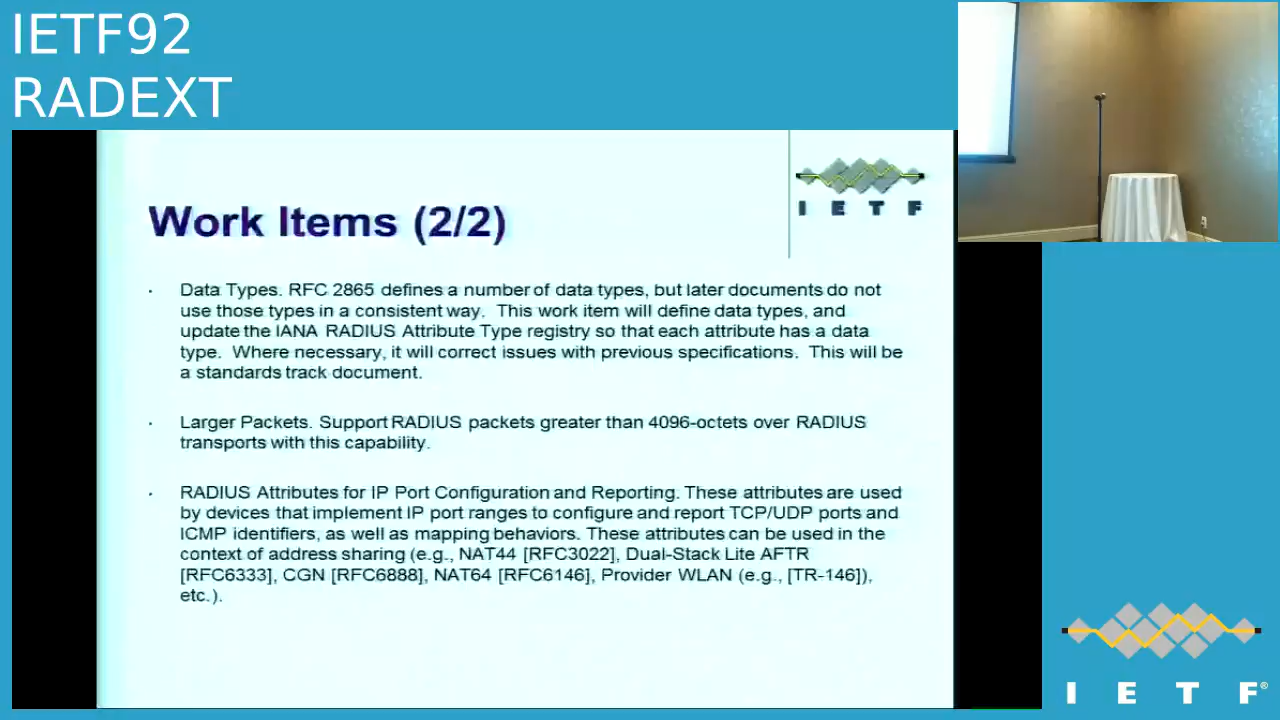 IETF92
RADEXT
I E T F
Work Items (2/2)
· Data Types. RFC 2865 defines a number of data types, but later documents do not
use those types in a consistent way. This work item will define data types, and
update the IANA RADIUS Attribute Type registry so that each attribute has a data
type. Where necessary, it will correct issues with previous specifications. This will be
a standards track document.
· Larger Packets. Support RADIUS packets greater than 4096-octets over RADIUS
transports with this capability.
· RADIUS Attributes for IP Port Configuration and Reporting. These attributes are used
by devices that implement IP port ranges to configure and report TCP/UDP ports and
ICMP identifiers, as well as mapping behaviors. These attributes can be used in the
context of address sharing (e.g., NAT44 [RFC3022], Dual-Stack Lite AFTR
[RFC6333], CGN [RFC6888], NAT64 [RFC6146], Provider WLAN (e.g., [TR-146]),
etc.).
I E T F®